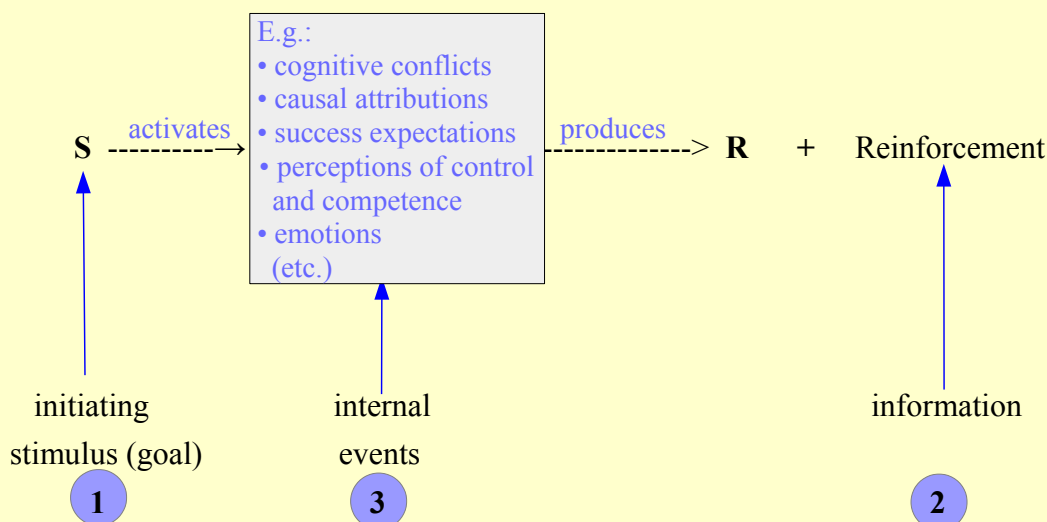 E.g.:
• cognitive conflicts
• causal attributions
• success expectations
• perceptions of control
and competence
• emotions
(etc.)
S activates produces R + Reinforcement
initiating internal information
stimulus (goal) events
1 3 2